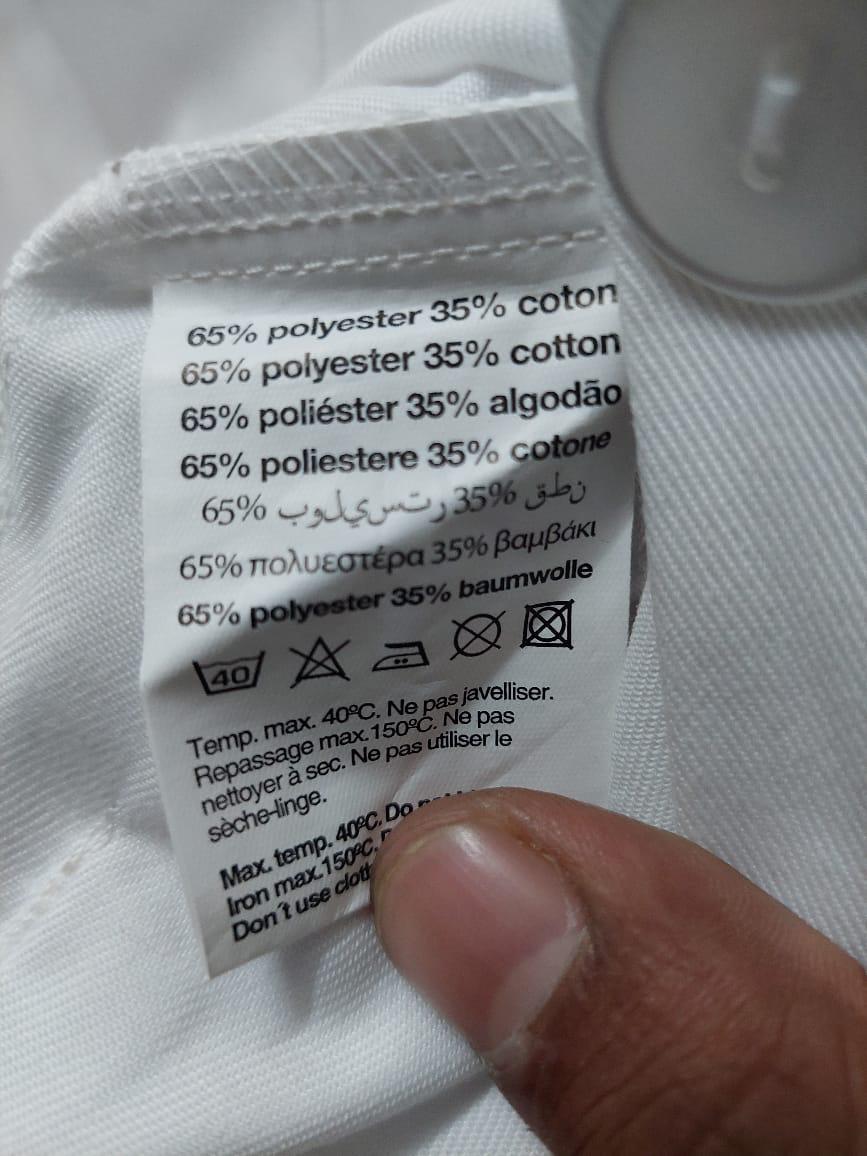 65% polyester 35% coton
65% polyester 35% cotton
65% poliéster 35% algodão
65% poliestere 35% cotone
65% بوليستر 35% قطن
65% πολυεστέρα 35% βαμβάκι
65% polyester 35% baumwolle
40
Temp. max. 40ºC. Ne pas javelliser.
Repassage max.150ºC. Ne pas
nettoyer à sec. Ne pas utiliser le
sèche-linge.
Max. temp. 40ºC. Do
Iron max.150ºC.
Don´t use